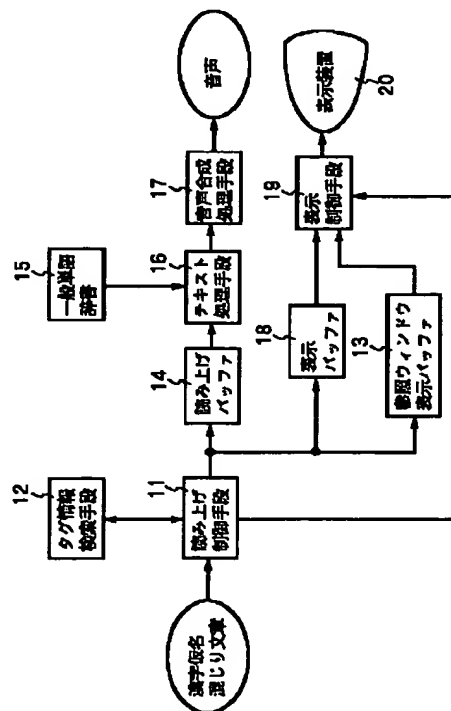 漢字仮名
混じり文章
11
読み上げ
制御手段
12
タグ情報
検索手段
14
読み上げ
バッファ
15
一般単語
辞書
16
テキスト
処理手段
17
音声合成
処理手段
音声
18
表示
バッファ
13
参照ウィンドウ
表示バッファ
19
表示
制御手段
表示装置
20